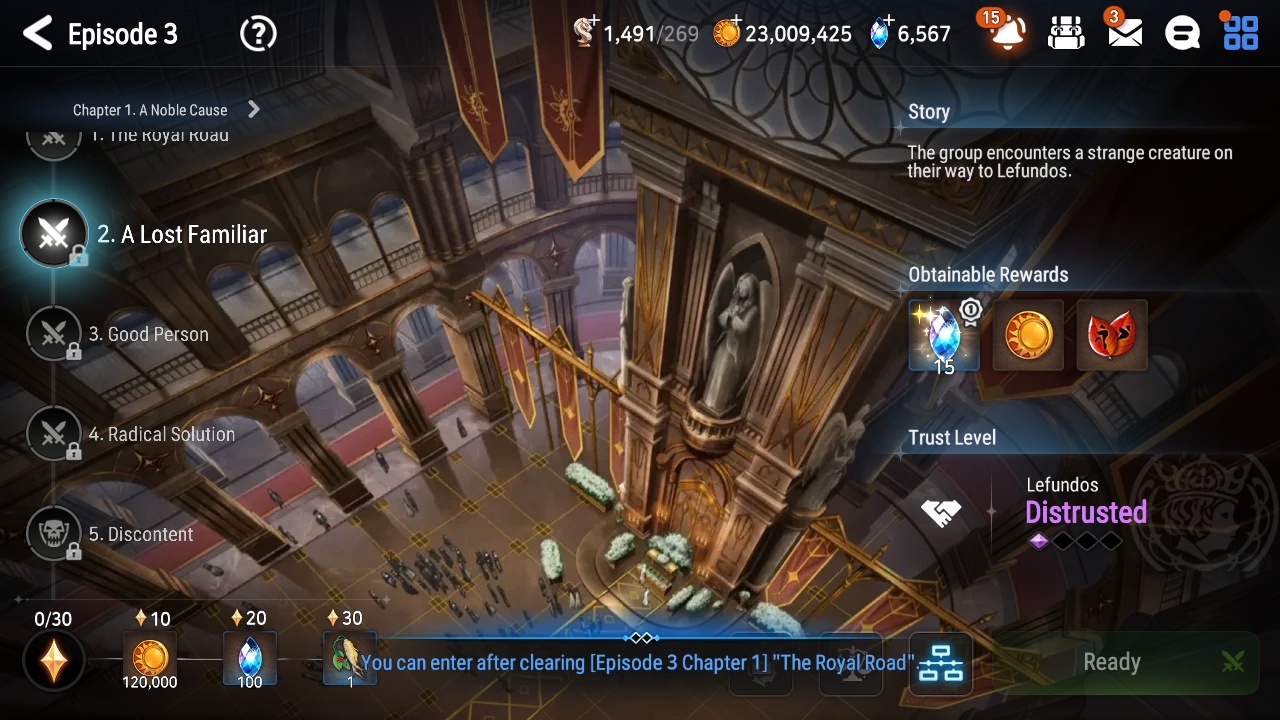 Episode 3
?
1,491/269
23,009,425
6,567
15
3
Chapter 1. A Noble Cause
1. The Royal Road
2. A Lost Familiar
3. Good Person
4. Radical Solution
5. Discontent
Story
The group encounters a strange creature on
their way to Lefundos.
Obtainable Rewards
1
15
Trust Level
Lefundos
Distrusted
0/30
10
20
30
120,000
100
1
You can enter after clearing [Episode 3 Chapter 1] "The Royal Road".
Ready